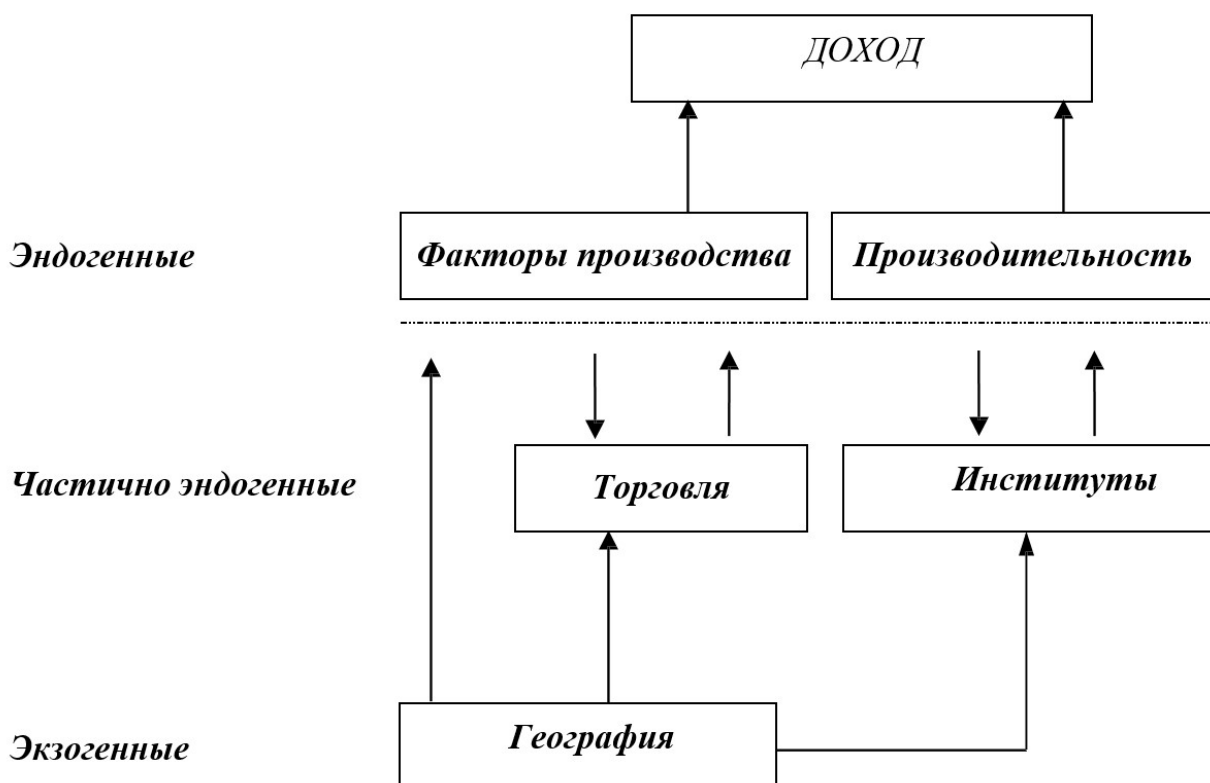 ДОХОД
Эндогенные
Факторы производства
Производительность
Частично эндогенные
Торговля
Институты
Экзогенные
География